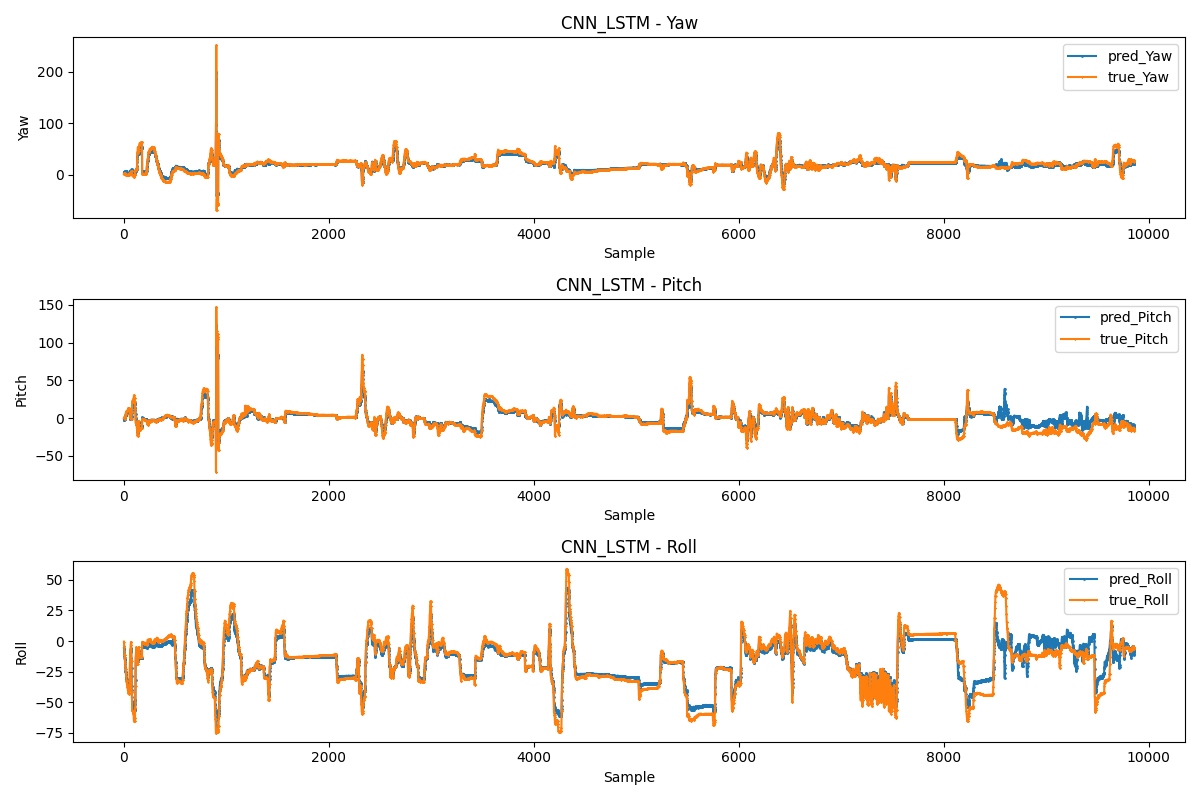 CNN_LSTM - Yaw
200
100
0
Yaw
pred_Yaw
true_Yaw
0 2000 4000 6000 8000 10000
Sample
CNN_LSTM - Pitch
150
100
50
0
−50
Pitch
pred_Pitch
true_Pitch
0 2000 4000 6000 8000 10000
Sample
CNN_LSTM - Roll
50
25
0
−25
−50
−75
Roll
pred_Roll
true_Roll
0 2000 4000 6000 8000 10000
Sample